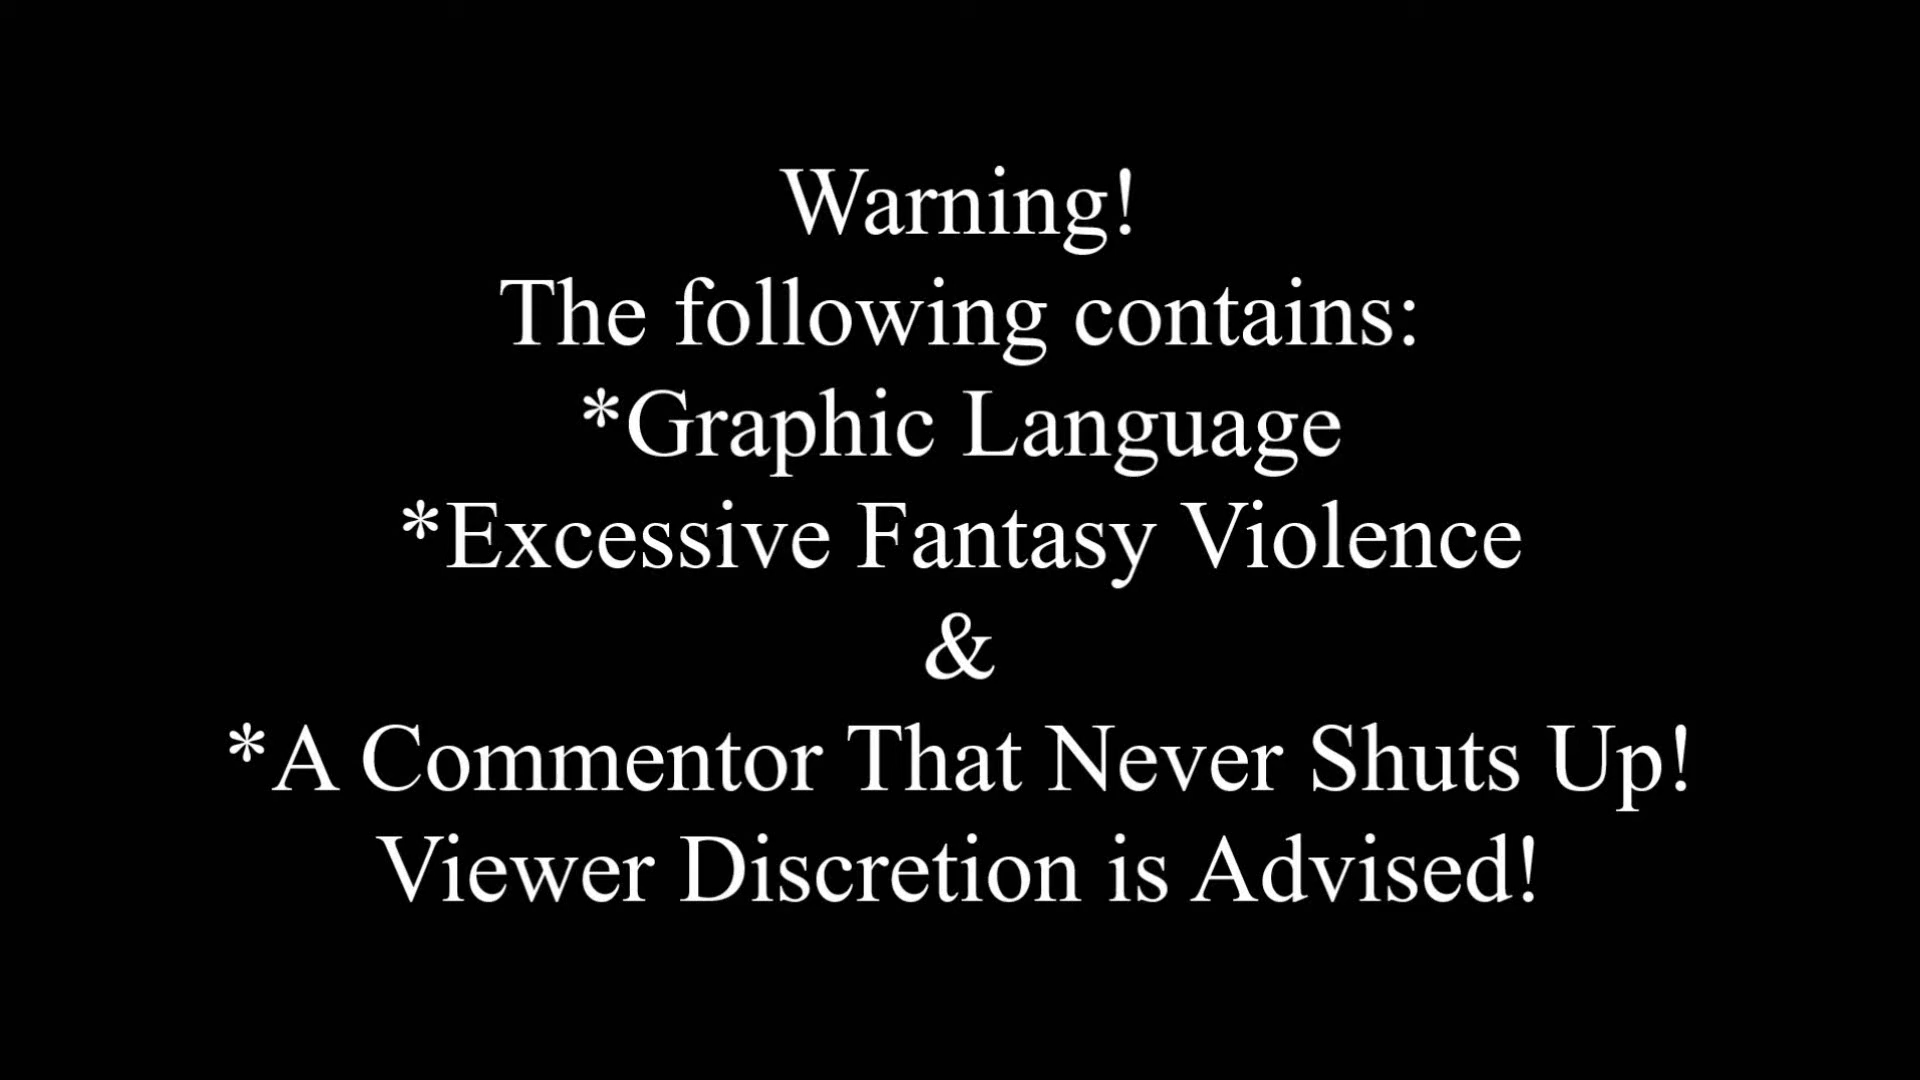 Warning!
The following contains:
*Graphic Language
*Excessive Fantasy Violence
&
*A Commentor That Never Shuts Up!
Viewer Discretion is Advised!